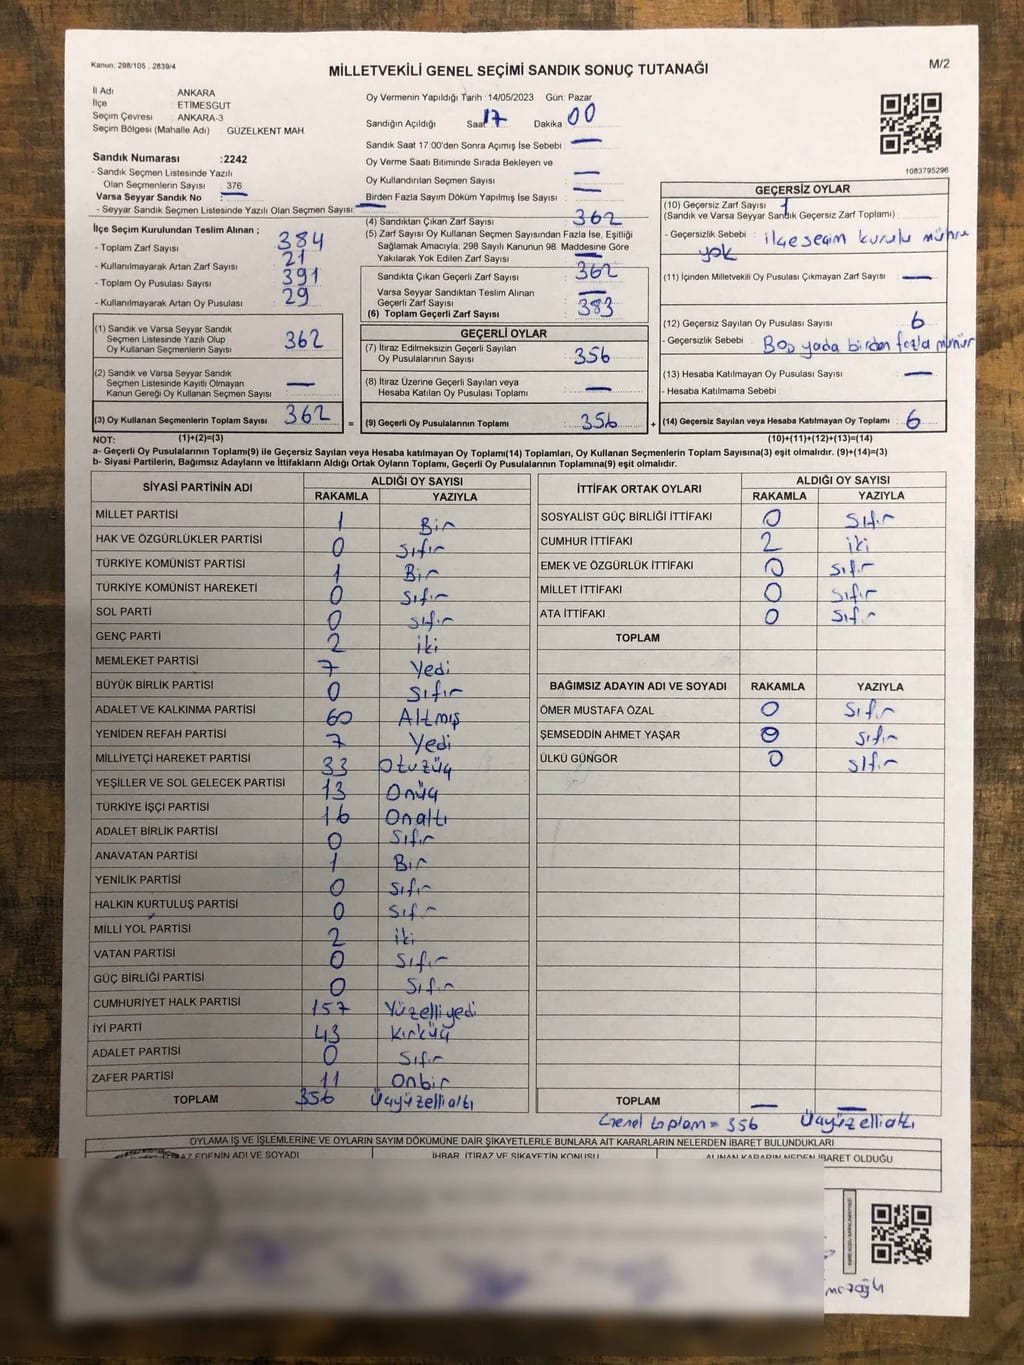 Kanun: 298/105 , 2839/4
MİLLETVEKİLİ GENEL SEÇİMİ SANDIK SONUÇ TUTANAĞI
M/2
İl Adı : ANKARA
İlçe : ETİMESGUT
Seçim Çevresi : ANKARA-3
Seçim Bölgesi (Mahalle Adı) GÜZELKENT MAH.
Oy Vermenin Yapıldığı Tarih :14/05/2023 Gün: Pazar
Sandığın Açıldığı Saat 17 Dakika 00
Sandık Saat 17:00'den Sonra Açımış İse Sebebi : —
Oy Verme Saati Bitiminde Sırada Bekleyen ve
Oy Kullandırılan Seçmen Sayısı —
Birden Fazla Sayım Döküm Yapılmış İse Sayısı —
1083795296
Sandık Numarası :2242
- Sandık Seçmen Listesinde Yazılı
Olan Seçmenlerin Sayısı 376
Varsa Seyyar Sandık No —
- Seyyar Sandık Seçmen Listesinde Yazılı Olan Seçmen Sayısı —
İlçe Seçim Kurulundan Teslim Alınan ;
- Toplam Zarf Sayısı 384
- Kullanılmayarak Artan Zarf Sayısı 21
- Toplam Oy Pusulası Sayısı 391
- Kullanılmayarak Artan Oy Pusulası 29
(1) Sandık ve Varsa Seyyar Sandık
Seçmen Listesinde Yazılı Olup
Oy Kullanan Seçmenlerin Sayısı 362
(2) Sandık ve Varsa Seyyar Sandık
Seçmen Listesinde Kayıtlı Olmayan
Kanun Gereği Oy Kullanan Seçmen Sayısı —
(3) Oy Kullanan Seçmenlerin Toplam Sayısı 362 =
(4) Sandıktan Çıkan Zarf Sayısı 362
(5) Zarf Sayısı Oy Kullanan Seçmen Sayısından Fazla İse, Eşitliği
Sağlamak Amacıyla; 298 Sayılı Kanunun 98. Maddesine Göre
Yakılarak Yok Edilen Zarf Sayısı —
Sandıkta Çıkan Geçerli Zarf Sayısı 362
Varsa Seyyar Sandıktan Teslim Alınan
Geçerli Zarf Sayısı —
(6) Toplam Geçerli Zarf Sayısı 383
GEÇERLİ OYLAR
(7) İtiraz Edilmeksizin Geçerli Sayılan
Oy Pusulalarının Sayısı : 356
(8) İtiraz Üzerine Geçerli Sayılan veya
Hesaba Katılan Oy Pusulası Toplamı : —
(9) Geçerli Oy Pusulalarının Toplamı : 356 +
GEÇERSİZ OYLAR
(10) Geçersiz Zarf Sayısı 1
(Sandık ve Varsa Seyyar Sandık Geçersiz Zarf Toplamı) :
- Geçersizlik Sebebi : ilçe seçim kurulu mührü
yok
(11) İçinden Milletvekili Oy Pusulası Çıkmayan Zarf Sayısı : —
(12) Geçersiz Sayılan Oy Pusulası Sayısı : 6
- Geçersizlik Sebebi : Boş yada birden fazla mühür
(13) Hesaba Katılmayan Oy Pusulası Sayısı : —
- Hesaba Katılmama Sebebi :
(14) Geçersiz Sayılan veya Hesaba Katılmayan Oy Toplamı : 6
NOT: (1)+(2)=(3) (10)+(11)+(12)+(13)=(14)
a- Geçerli Oy Pusulalarının Toplamı(9) ile Geçersiz Sayılan veya Hesaba katılmayan Oy Toplamı(14) Toplamları, Oy Kullanan Seçmenlerin Toplam Sayısına(3) eşit olmalıdır. (9)+(14)=(3)
b- Siyasi Partilerin, Bağımsız Adayların ve İttifakların Aldığı Ortak Oyların Toplamı, Geçerli Oy Pusulalarının Toplamına(9) eşit olmalıdır.
SİYASİ PARTİNİN ADI ALDIĞI OY SAYISI
RAKAMLA YAZIYLA
MİLLET PARTİSİ 1 Bir
HAK VE ÖZGÜRLÜKLER PARTİSİ 0 Sıfır
TÜRKİYE KOMÜNİST PARTİSİ 1 Bir
TÜRKİYE KOMÜNİST HAREKETİ 0 Sıfır
SOL PARTİ 0 Sıfır
GENÇ PARTİ 2 iki
MEMLEKET PARTİSİ 7 Yedi
BÜYÜK BİRLİK PARTİSİ 0 Sıfır
ADALET VE KALKINMA PARTİSİ 60 Altmış
YENİDEN REFAH PARTİSİ 7 Yedi
MİLLİYETÇİ HAREKET PARTİSİ 33 Otuzüç
YEŞİLLER VE SOL GELECEK PARTİSİ 13 Onüç
TÜRKİYE İŞÇİ PARTİSİ 16 Onaltı
ADALET BİRLİK PARTİSİ 0 Sıfır
ANAVATAN PARTİSİ 1 Bir
YENİLİK PARTİSİ 0 Sıfır
HALKIN KURTULUŞ PARTİSİ 0 Sıfır
MİLLİ YOL PARTİSİ 2 iki
VATAN PARTİSİ 0 Sıfır
GÜÇ BİRLİĞİ PARTİSİ 0 Sıfır
CUMHURİYET HALK PARTİSİ 157 Yüzelliyedi
İYİ PARTİ 43 Kırküç
ADALET PARTİSİ 0 Sıfır
ZAFER PARTİSİ 11 Onbir
TOPLAM 356 Üçyüzellialtı
İTTİFAK ORTAK OYLARI ALDIĞI OY SAYISI
RAKAMLA YAZIYLA
SOSYALİST GÜÇ BİRLİĞİ İTTİFAKI 0 Sıfır
CUMHUR İTTİFAKI 2 iki
EMEK VE ÖZGÜRLÜK İTTİFAKI 0 Sıfır
MİLLET İTTİFAKI 0 Sıfır
ATA İTTİFAKI 0 Sıfır
TOPLAM
BAĞIMSIZ ADAYIN ADI VE SOYADI RAKAMLA YAZIYLA
ÖMER MUSTAFA ÖZAL 0 Sıfır
ŞEMSEDDİN AHMET YAŞAR 0 Sıfır
ÜLKÜ GÜNGÖR 0 Sıfır
TOPLAM — —
Genel toplam = 356 Üçyüzellialtı
OYLAMA İŞ VE İŞLEMLERİNE VE OYLARIN SAYIM DÖKÜMÜNE DAİR ŞİKAYETLERLE BUNLARA AİT KARARLARIN NELERDEN İBARET BULUNDUKLARI
EDENİN ADI VE SOYADI İHBAR, İTİRAZ VE ŞİKAYETİN KONUSU ALINAN KARARIN NEDEN İBARET OLDUĞU